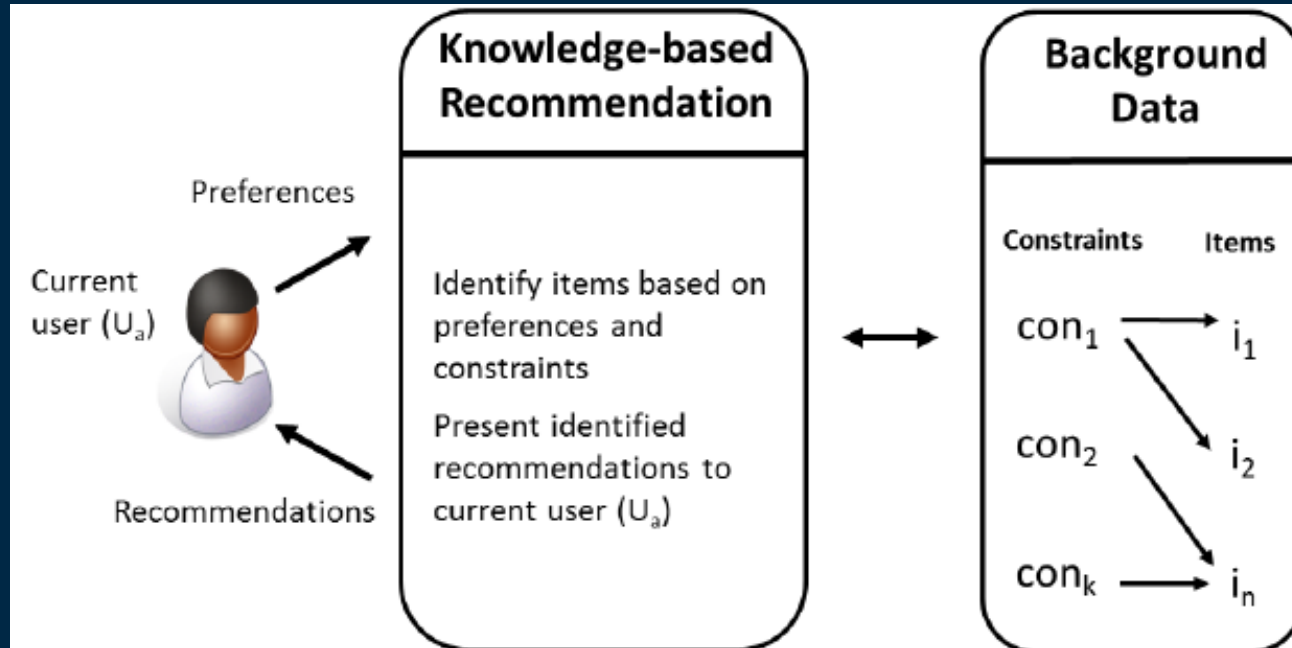 Knowledge-based
Recommendation
Background
Data
Preferences
Current
user (Uₐ)
Recommendations
Identify items based on
preferences and
constraints
Present identified
recommendations to
current user (Uₐ)
Constraints Items
con₁ i₁
con₂ i₂
conₖ iₙ